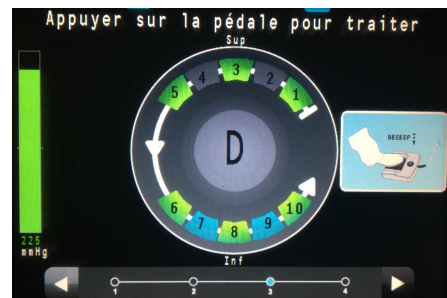 Appuyer sur la pédale pour traiter
Sup
5 4 3 2 1
D
BEEEEP ;
6 7 8 9 10
Inf
225
mmHg
1 2 3 4